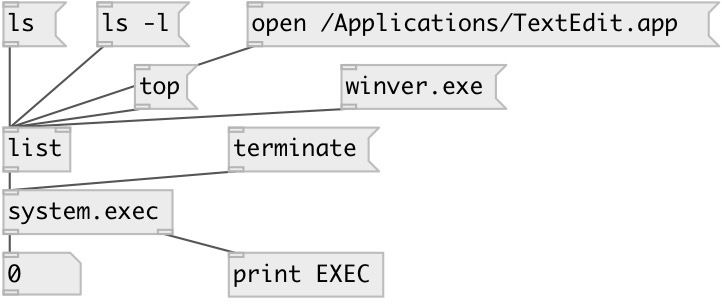 ls
ls -l
open /Applications/TextEdit.app
top
winver.exe
list
terminate
system.exec
0
print EXEC